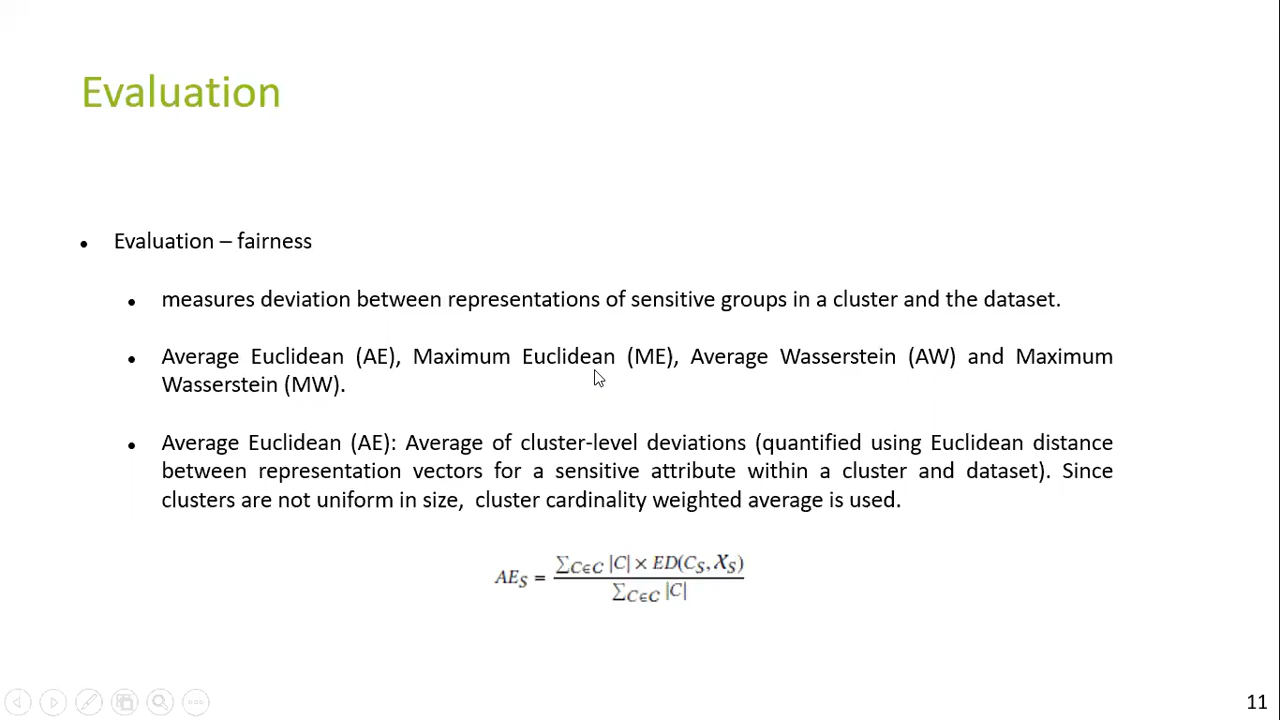 Evaluation
• Evaluation – fairness
• measures deviation between representations of sensitive groups in a cluster and the dataset.
• Average Euclidean (AE), Maximum Euclidean (ME), Average Wasserstein (AW) and Maximum
Wasserstein (MW).
• Average Euclidean (AE): Average of cluster-level deviations (quantified using Euclidean distance
between representation vectors for a sensitive attribute within a cluster and dataset). Since
clusters are not uniform in size, cluster cardinality weighted average is used.
AE_S = ∑_{C∈C} |C| × ED(C_S, X_S) / ∑_{C∈C} |C|
11